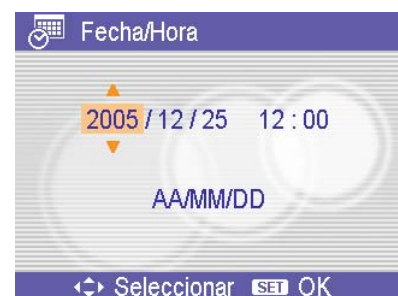 Fecha/Hora
2005 / 12 / 25 12 : 00
AA/MM/DD
Seleccionar SET OK